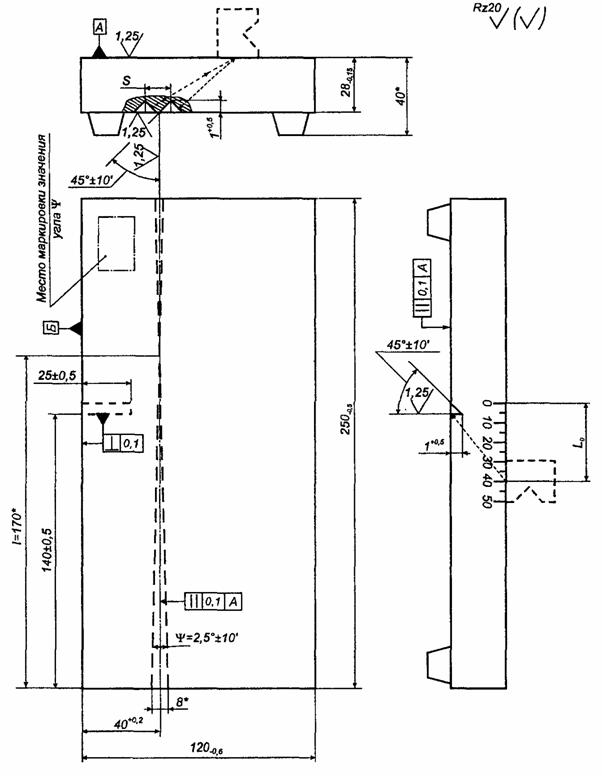 Rz20
А
1,25
S
28-0,15
40*
1,25
1+0,5
1,25
45°±10'
Место маркировки значения
угла Ψ
Б
0,1 А
45°±10'
25±0,5
1,25
0
10
20
30
40
50
L₀
⊥ 0,1
250-0,5
1+0,5
l=170*
140±0,5
0,1 А
Ψ=2,5°±10'
8*
40+0,2
120-0,6